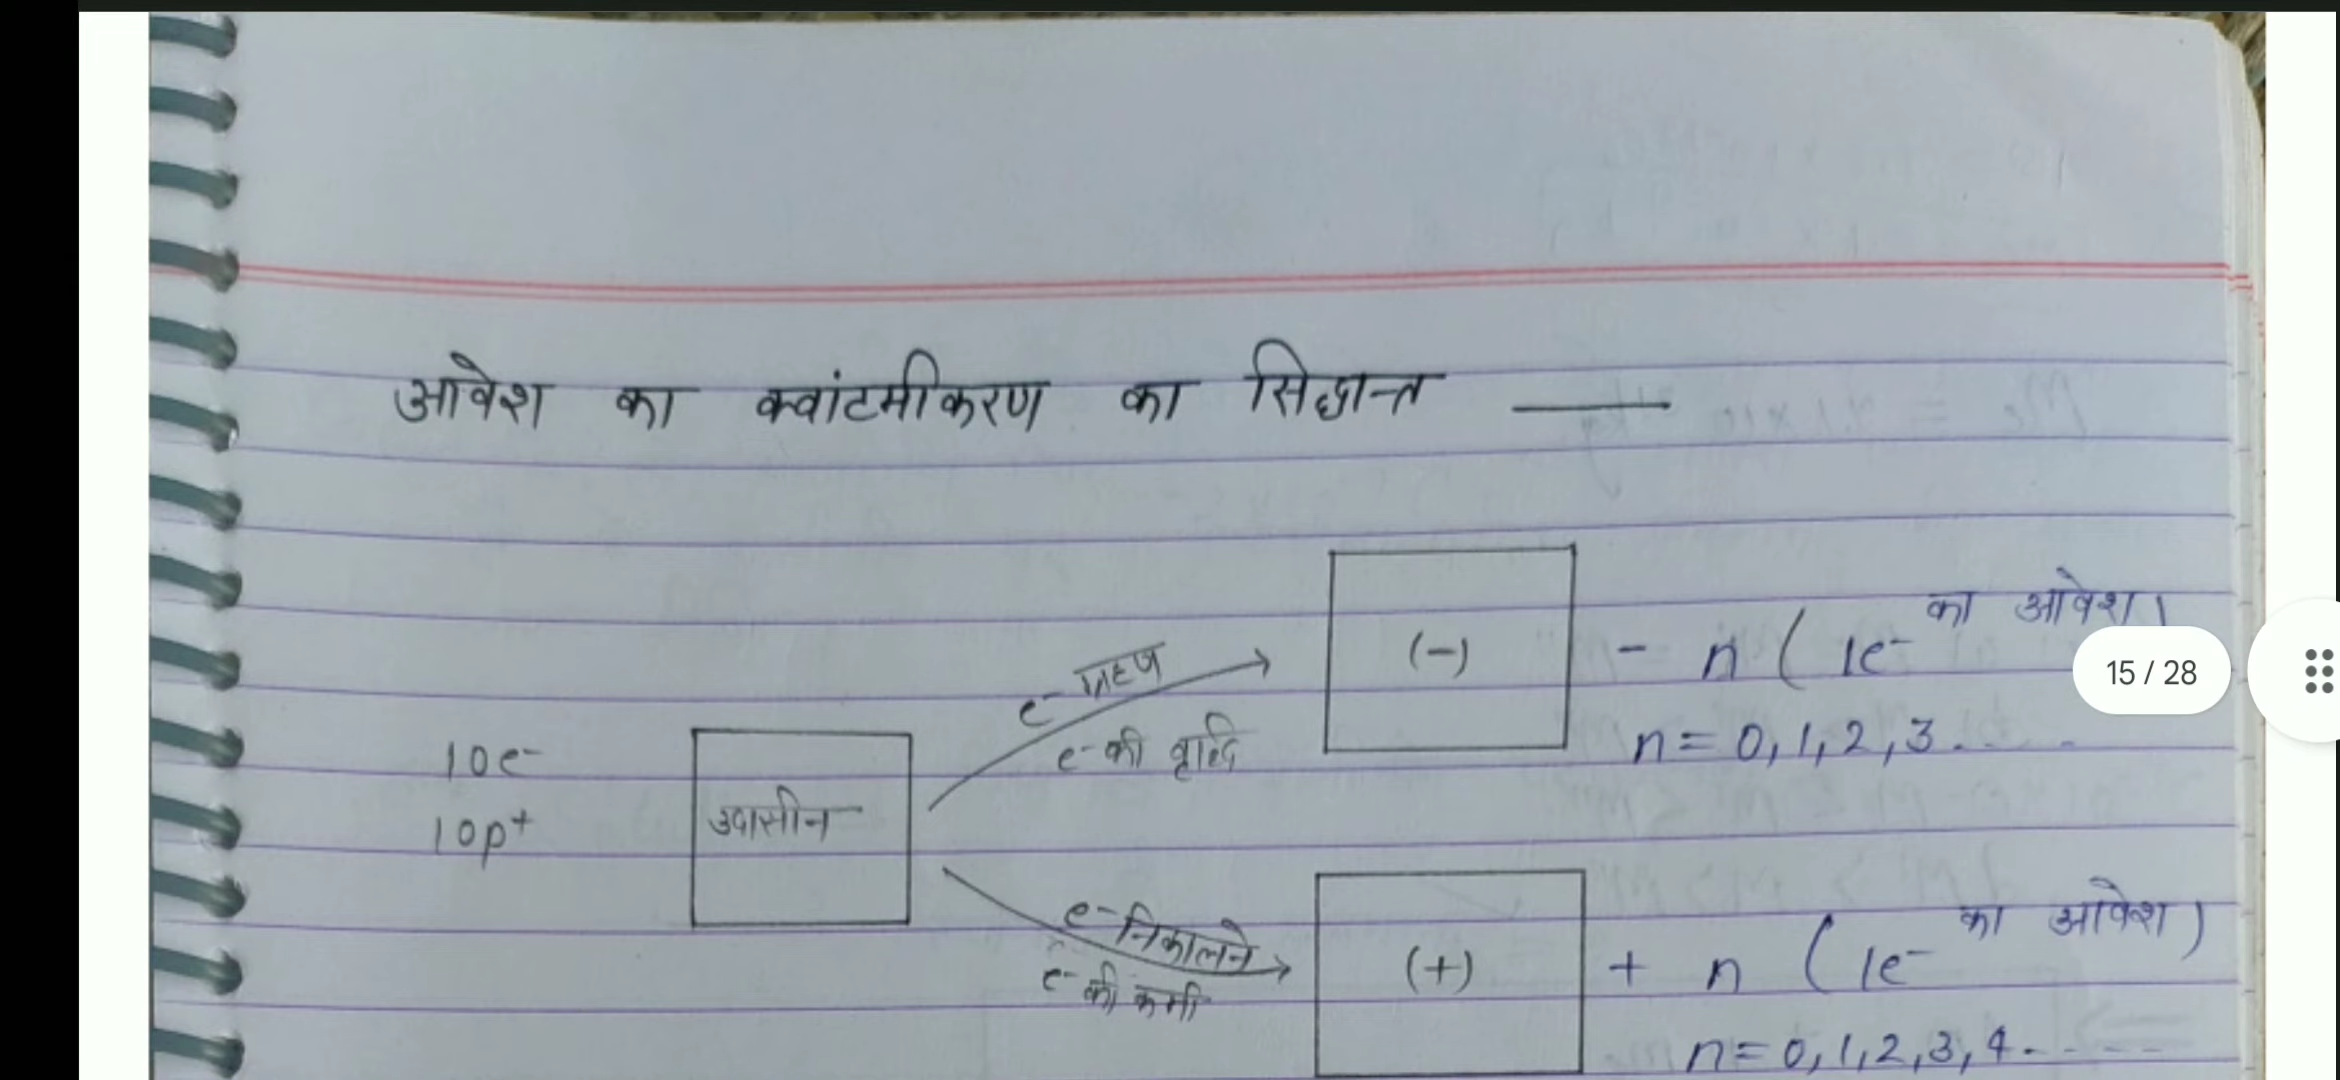 आवेश का क्वांटमीकरण का सिद्धान्त —
e⁻ ग्रहण
e⁻ की वृद्धि
(-)
- n ( 1e⁻ का आवेश )
n = 0, 1, 2, 3 . . . .
15 / 28
10e⁻
10p⁺
उदासीन
e⁻ निकालने
e⁻ की कमी
(+)
+ n ( 1e⁻ का आवेश )
n = 0, 1, 2, 3, 4 . - - - -